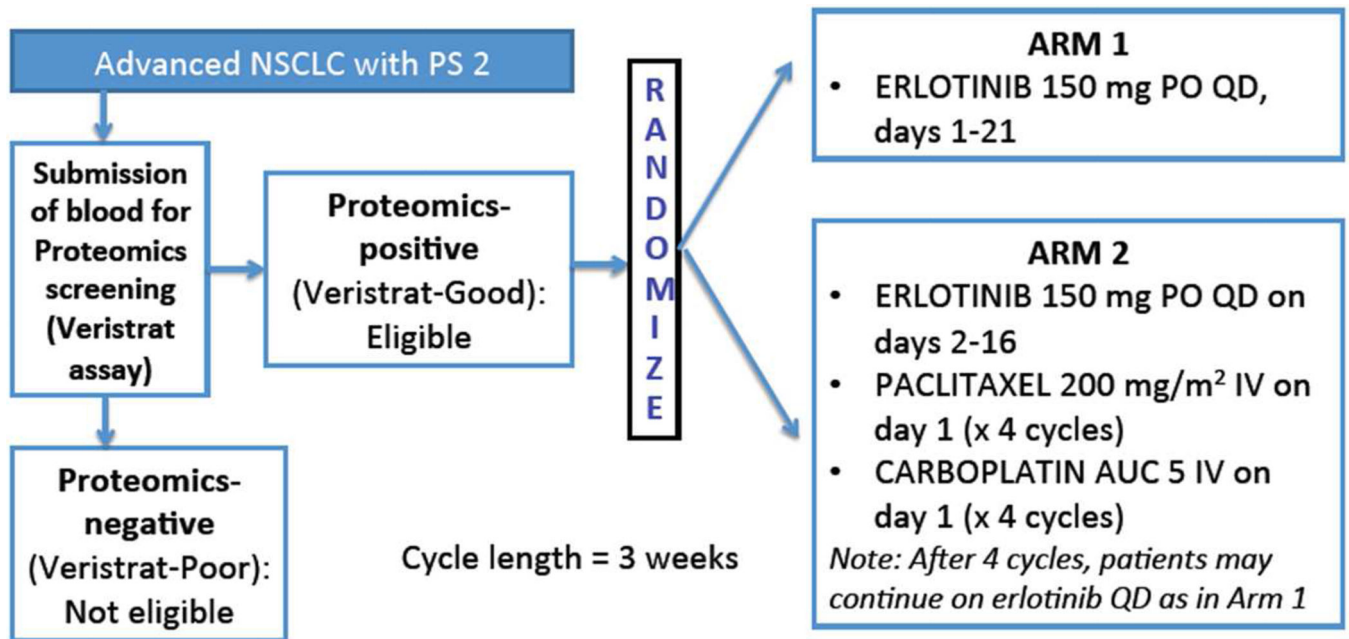 Advanced NSCLC with PS 2
Submission
of blood for
Proteomics
screening
(Veristrat
assay)
Proteomics-
negative
(Veristrat-Poor):
Not eligible
Proteomics-
positive
(Veristrat-Good):
Eligible
RANDOMIZE
ARM 1
• ERLOTINIB 150 mg PO QD,
days 1-21
ARM 2
• ERLOTINIB 150 mg PO QD on
days 2-16
• PACLITAXEL 200 mg/m² IV on
day 1 (x 4 cycles)
• CARBOPLATIN AUC 5 IV on
day 1 (x 4 cycles)
Note: After 4 cycles, patients may
continue on erlotinib QD as in Arm 1
Cycle length = 3 weeks